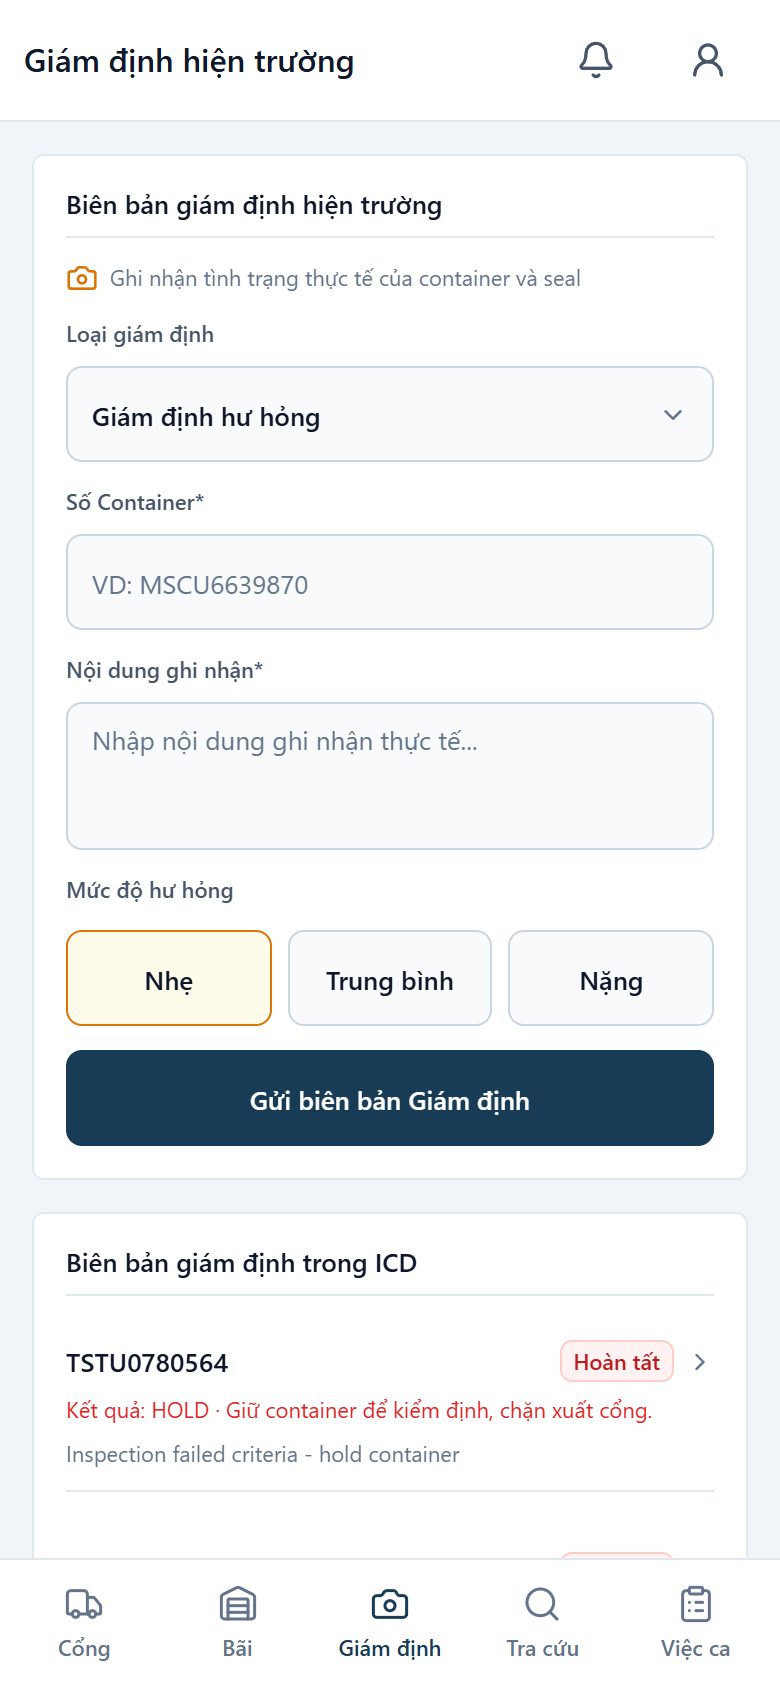 Giám định hiện trường
Biên bản giám định hiện trường
Ghi nhận tình trạng thực tế của container và seal
Loại giám định
Giám định hư hỏng
Số Container*
VD: MSCU6639870
Nội dung ghi nhận*
Nhập nội dung ghi nhận thực tế...
Mức độ hư hỏng
Nhẹ Trung bình Nặng
Gửi biên bản Giám định
Biên bản giám định trong ICD
TSTU0780564 Hoàn tất
Kết quả: HOLD · Giữ container để kiểm định, chặn xuất cổng.
Inspection failed criteria - hold container
Cổng Bãi Giám định Tra cứu Việc ca